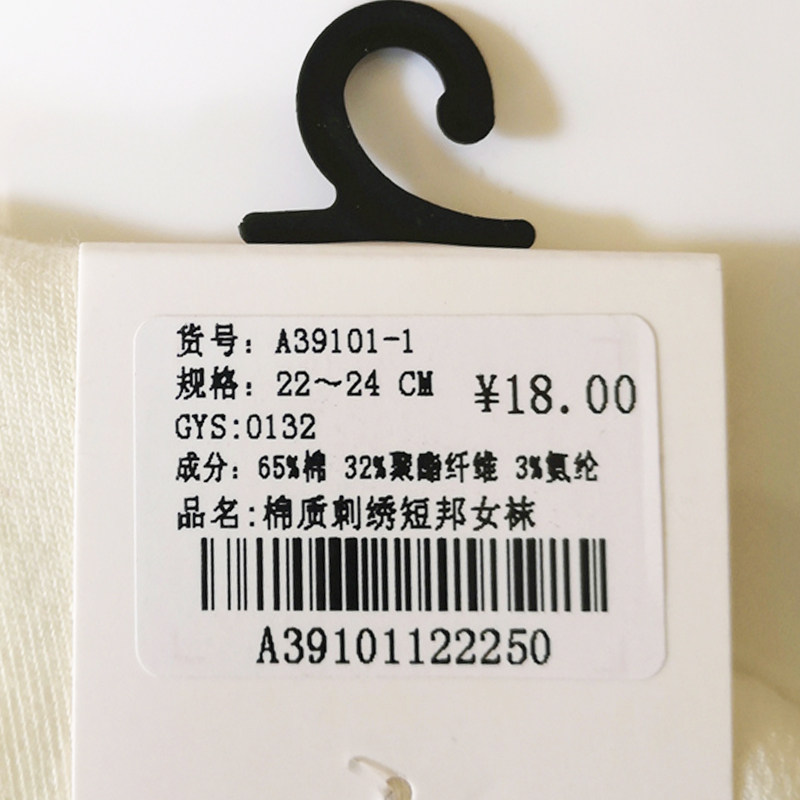 货号：A39101-1
规格：22～24 CM
¥18.00
GYS:0132
成分：65%棉 32%聚酯纤维 3%氨纶
品名:棉质刺绣短邦女袜
A39101122250